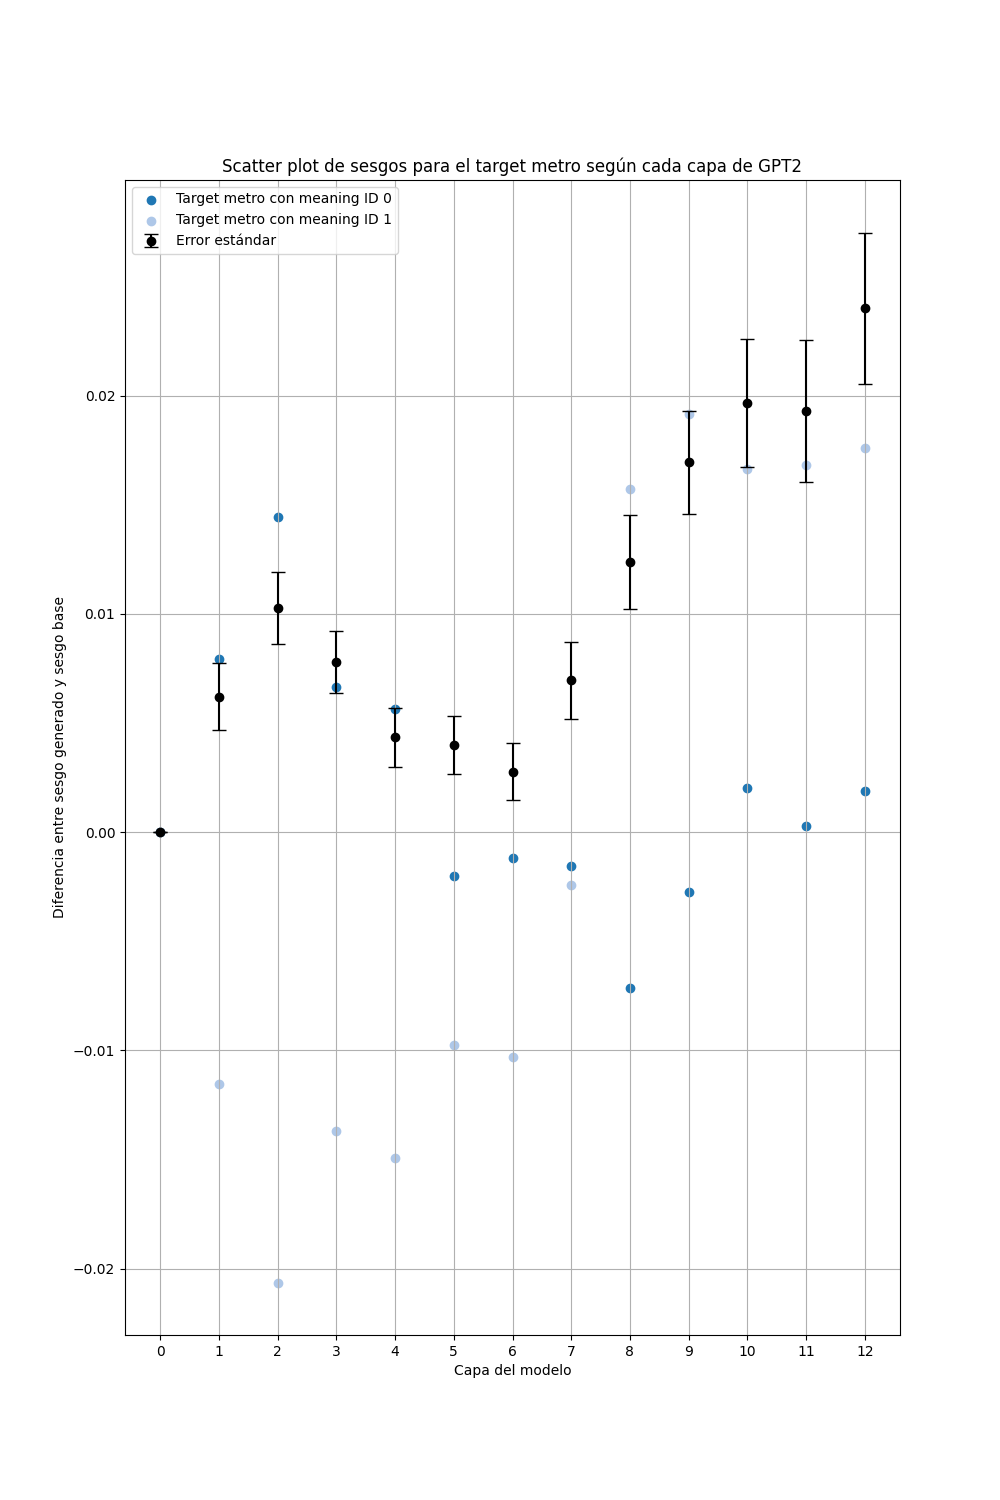 Scatter plot de sesgos para el target metro según cada capa de GPT2
Target metro con meaning ID 0
Target metro con meaning ID 1
Error estándar
Diferencia entre sesgo generado y sesgo base
0.02
0.01
0.00
−0.01
−0.02
0 1 2 3 4 5 6 7 8 9 10 11 12
Capa del modelo